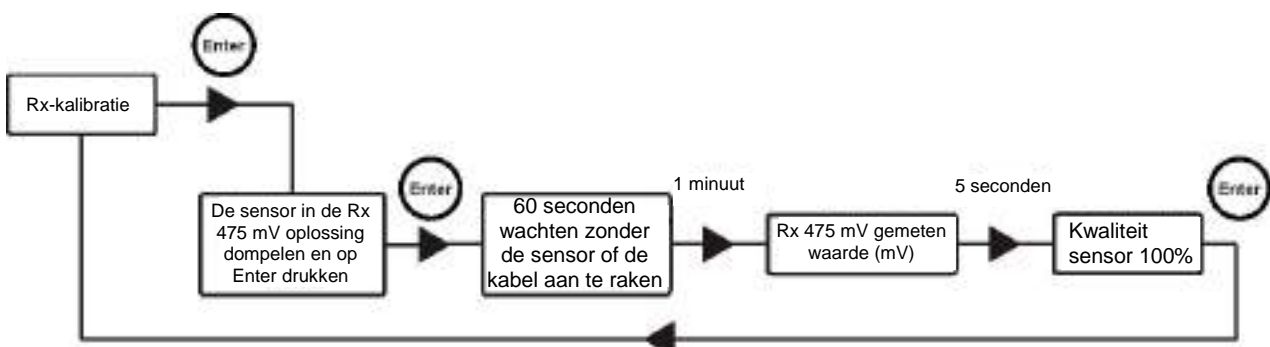 Enter
Rx-kalibratie
De sensor in de Rx
475 mV oplossing
dompelen en op
Enter drukken
Enter
60 seconden
wachten zonder
de sensor of de
kabel aan te raken
1 minuut
Rx 475 mV gemeten
waarde (mV)
5 seconden
Kwaliteit
sensor 100%
Enter